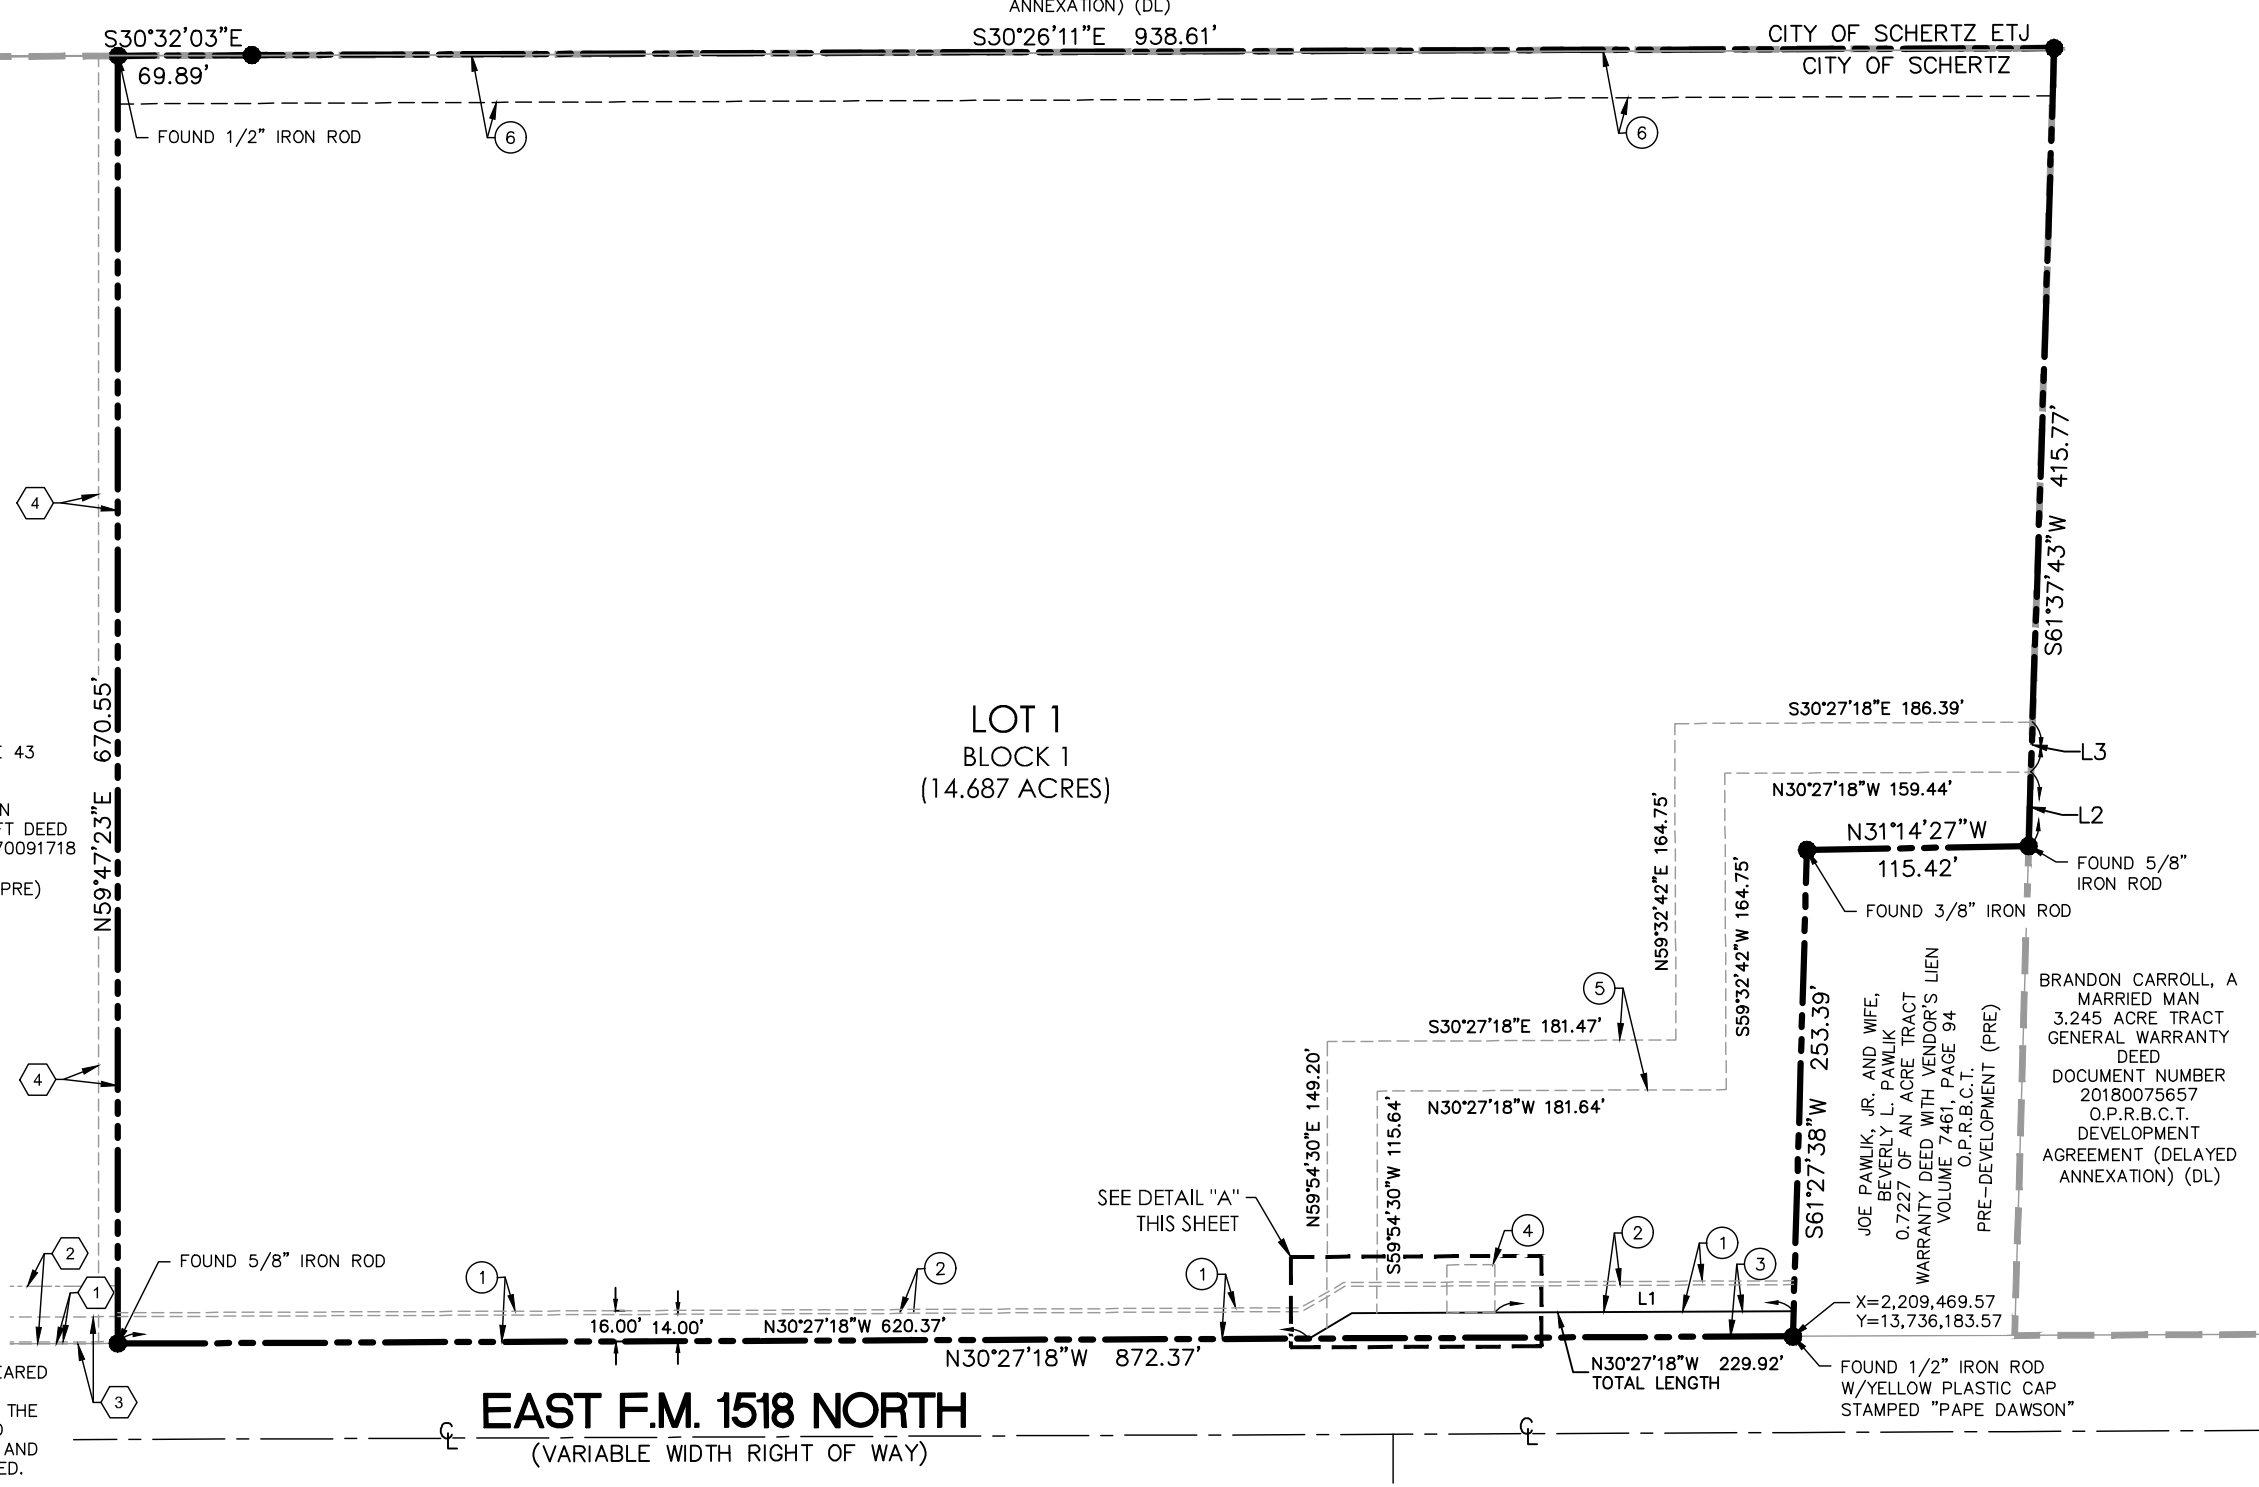 ANNEXATION) (DL)
S30°32'03"E
69.89'
S30°26'11"E 938.61'
CITY OF SCHERTZ ETJ
CITY OF SCHERTZ
FOUND 1/2" IRON ROD
6
6
4
S61°37'43"W 415.77'
LOT 1
BLOCK 1
(14.687 ACRES)
N59°47'23"E 670.55'
43
FT DEED
70091718
PRE)
S30°27'18"E 186.39'
L3
N30°27'18"W 159.44'
L2
N31°14'27"W
115.42'
FOUND 5/8"
IRON ROD
FOUND 3/8" IRON ROD
N59°32'42"E 164.75'
S59°32'42"W 164.75'
5
S30°27'18"E 181.47'
N30°27'18"W 181.64'
N59°54'30"E 149.20'
S59°54'30"W 115.64'
S61°27'38"W 253.39'
JOE PAWLIK, JR. AND WIFE,
BEVERLY L. PAWLIK
0.7227 OF AN ACRE TRACT
WARRANTY DEED WITH VENDOR'S LIEN
VOLUME 7461, PAGE 94
O.P.R.B.C.T.
PRE-DEVELOPMENT (PRE)
BRANDON CARROLL, A
MARRIED MAN
3.245 ACRE TRACT
GENERAL WARRANTY
DEED
DOCUMENT NUMBER
20180075657
O.P.R.B.C.T.
DEVELOPMENT
AGREEMENT (DELAYED
ANNEXATION) (DL)
4
SEE DETAIL "A"
THIS SHEET
4
2
1
3
2
1
FOUND 5/8" IRON ROD
1
2
1
16.00'
14.00'
N30°27'18"W 620.37'
L1
X=2,209,469.57
Y=13,736,183.57
N30°27'18"W 872.37'
N30°27'18"W 229.92'
TOTAL LENGTH
FOUND 1/2" IRON ROD
W/YELLOW PLASTIC CAP
STAMPED "PAPE DAWSON"
3
EARED
THE
AND
ED.
EAST F.M. 1518 NORTH
(VARIABLE WIDTH RIGHT OF WAY)